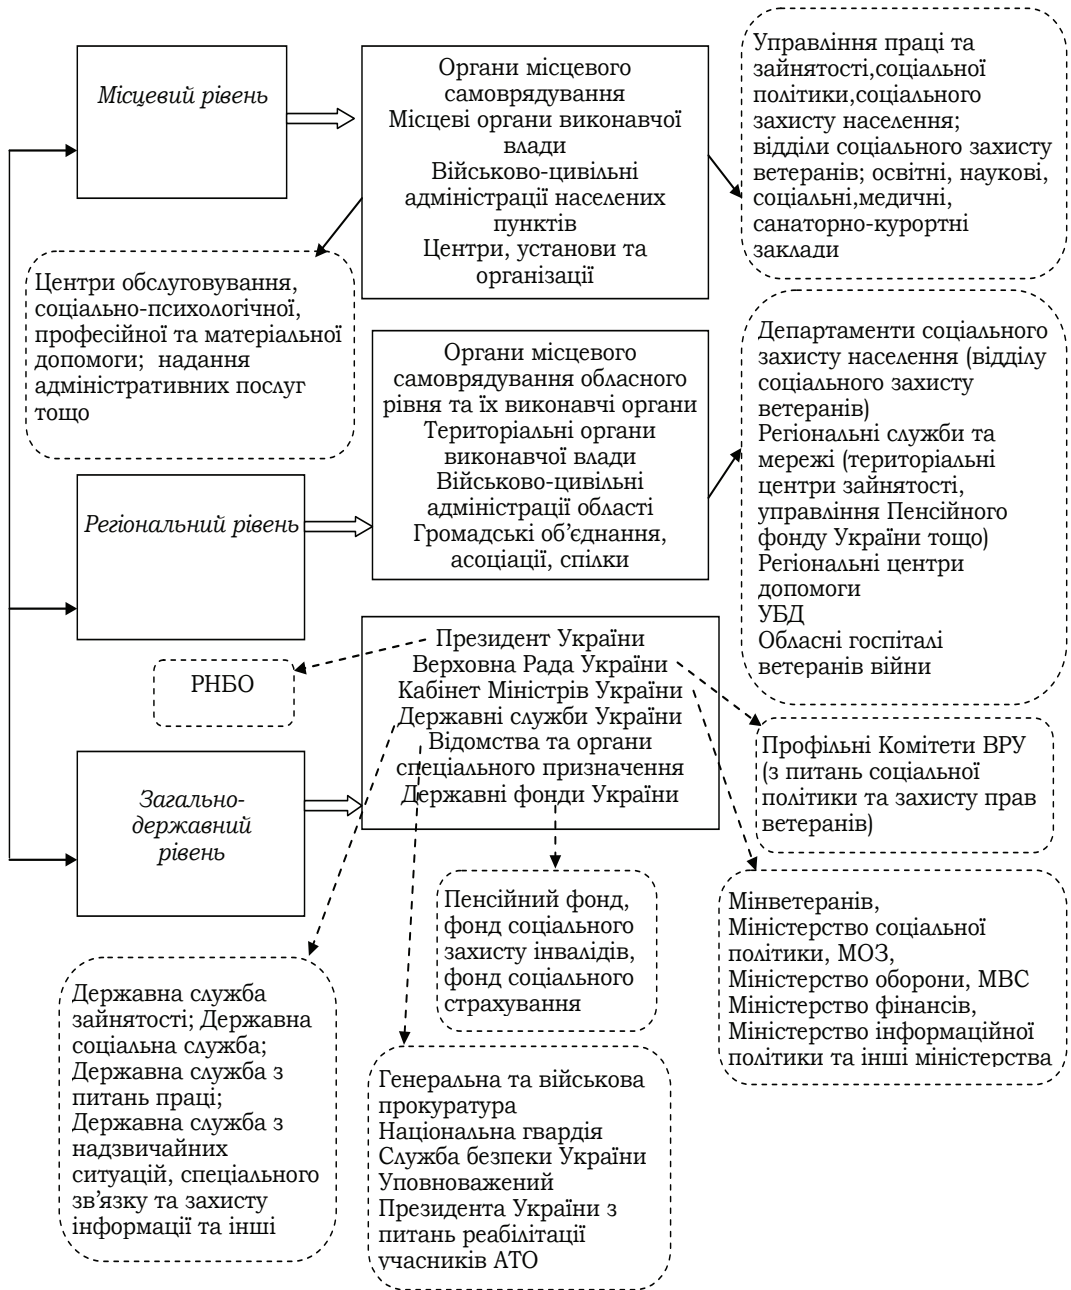 Місцевий рівень
Органи місцевого
самоврядування
Місцеві органи виконавчої
влади
Військово-цивільні
адміністрації населених
пунктів
Центри, установи та
організації
Управління праці та
зайнятості,соціальної
політики,соціального
захисту населення;
відділи соціального захисту
ветеранів; освітні, наукові,
соціальні,медичні,
санаторно-курортні
заклади
Центри обслуговування,
соціально-психологічної,
професійної та матеріальної
допомоги; надання
адміністративних послуг
тощо
Регіональний рівень
Органи місцевого
самоврядування обласного
рівня та їх виконавчі органи
Територіальні органи
виконавчої влади
Військово-цивільні
адміністрації області
Громадські об’єднання,
асоціації, спілки
Департаменти соціального
захисту населення (відділу
соціального захисту
ветеранів)
Регіональні служби та
мережі (територіальні
центри зайнятості,
управління Пенсійного
фонду України тощо)
Регіональні центри
допомоги
УБД
Обласні госпіталі
ветеранів війни
Загально-
державний
рівень
Президент України
Верховна Рада України
Кабінет Міністрів України
Державні служби України
Відомства та органи
спеціального призначення
Державні фонди України
РНБО
Профільні Комітети ВРУ
(з питань соціальної
політики та захисту прав
ветеранів)
Мінветеранів,
Міністерство соціальної
політики, МОЗ,
Міністерство оборони, МВС
Міністерство фінансів,
Міністерство інформаційної
політики та інші міністерства
Пенсійний фонд,
фонд соціального
захисту інвалідів,
фонд соціального
страхування
Державна служба
зайнятості; Державна
соціальна служба;
Державна служба з
питань праці;
Державна служба з
надзвичайних
ситуацій, спеціального
зв’язку та захисту
інформації та інші
Генеральна та військова
прокуратура
Національна гвардія
Служба безпеки України
Уповноважений
Президента України з
питань реабілітації
учасників АТО